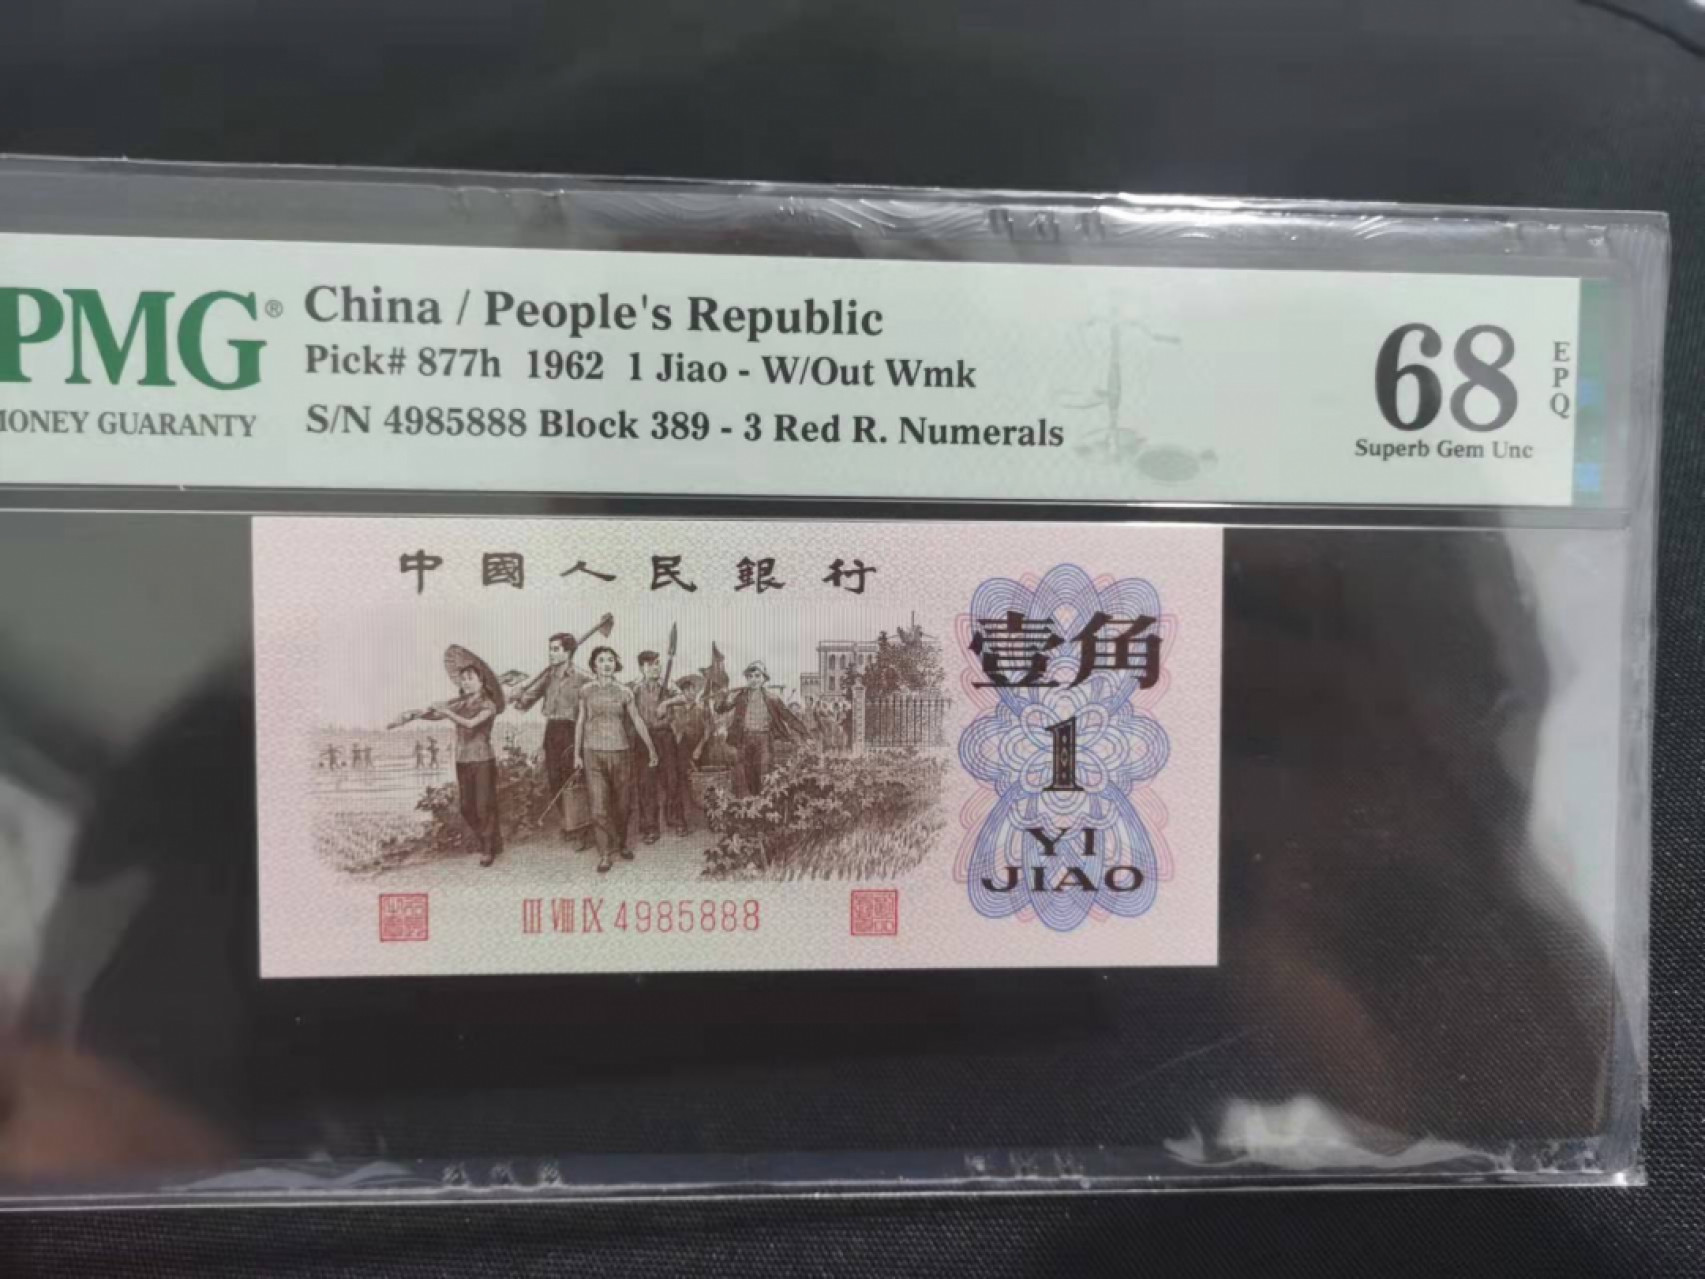 PMG®
MONEY GUARANTY
China / People's Republic
Pick# 877h 1962 1 Jiao - W/Out Wmk
S/N 4985888 Block 389 - 3 Red R. Numerals
68
EPQ
Superb Gem Unc
中國人民銀行
壹角
1
YI
JIAO
III VIII IX 4985888